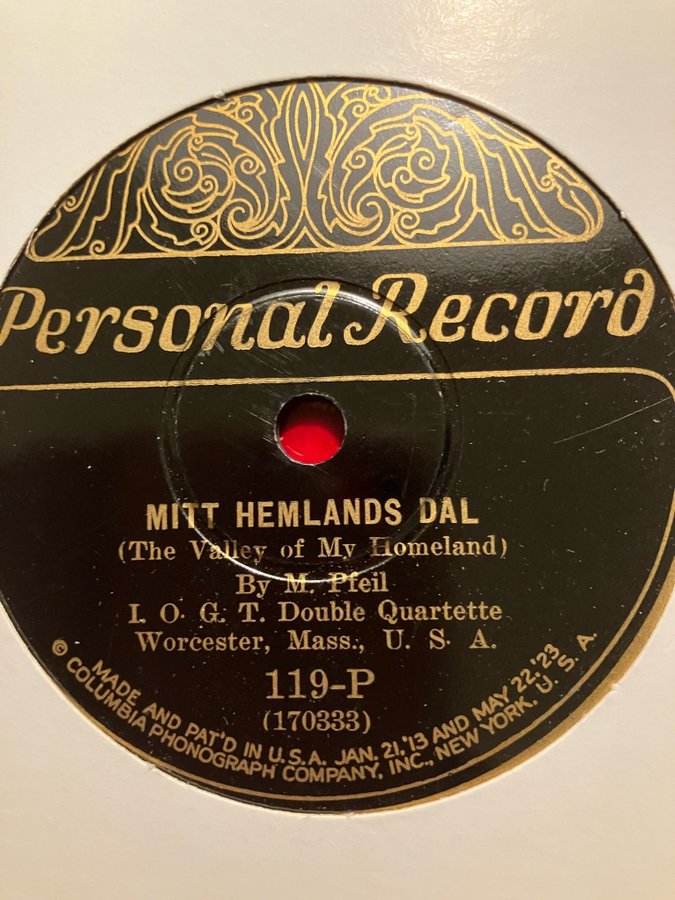 Personal Record
MITT HEMLANDS DAL
(The Valley of My Homeland)
By M. Pfeil
I. O. G. T. Double Quartette
Worcester, Mass., U. S. A.
119-P
(170333)
MADE AND PAT'D IN U.S.A. JAN. 21,'13 AND MAY 22,'23
© COLUMBIA PHONOGRAPH COMPANY, INC., NEW YORK, U. S. A.